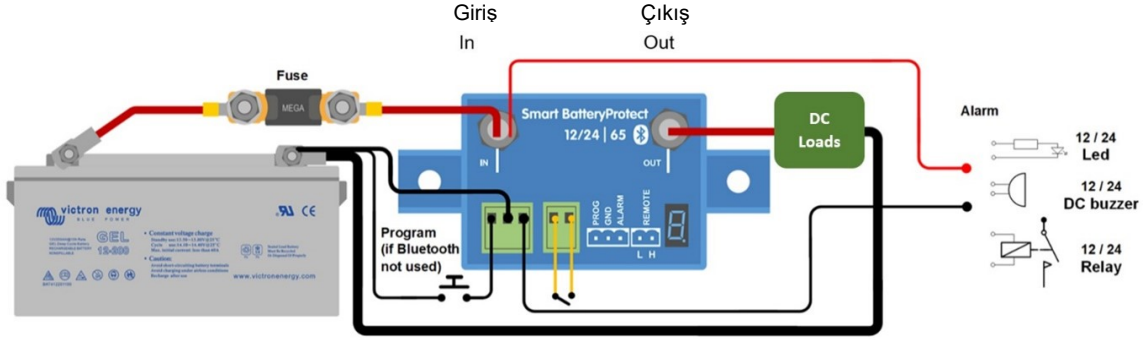 Giriş
Çıkış
In
Out
Fuse
MEGA
Smart BatteryProtect
12/24 | 65
IN
OUT
DC
Loads
Alarm
12 / 24
Led
12 / 24
DC buzzer
12 / 24
Relay
PROG
GND
ALARM
REMOTE
L H
Program
(if Bluetooth
not used)
victron energy
BLUE POWER
GEL
12-200
• Constant voltage charge
• Caution:
www.victronenergy.com